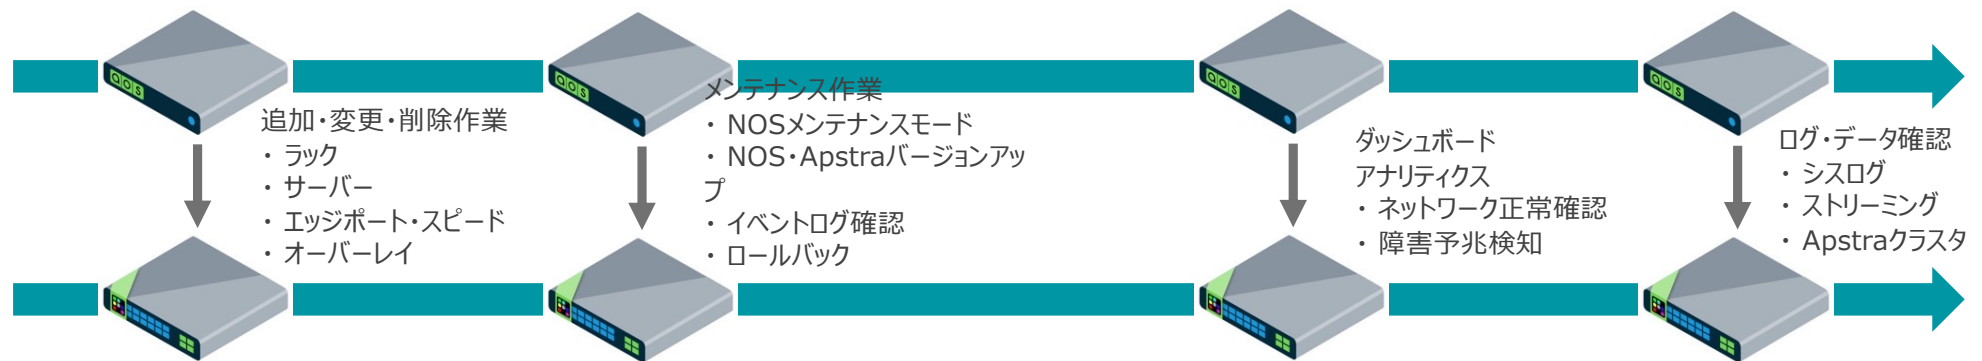 QOS
追加・変更・削除作業
・ラック
・サーバー
・エッジポート・スピード
・オーバーレイ
QOS
メンテナンス作業
・NOSメンテナンスモード
・NOS・Apstraバージョンアッ
プ
・イベントログ確認
・ロールバック
QOS
ダッシュボード
アナリティクス
・ネットワーク正常確認
・障害予兆検知
QOS
ログ・データ確認
・シスログ
・ストリーミング
・Apstraクラスタ